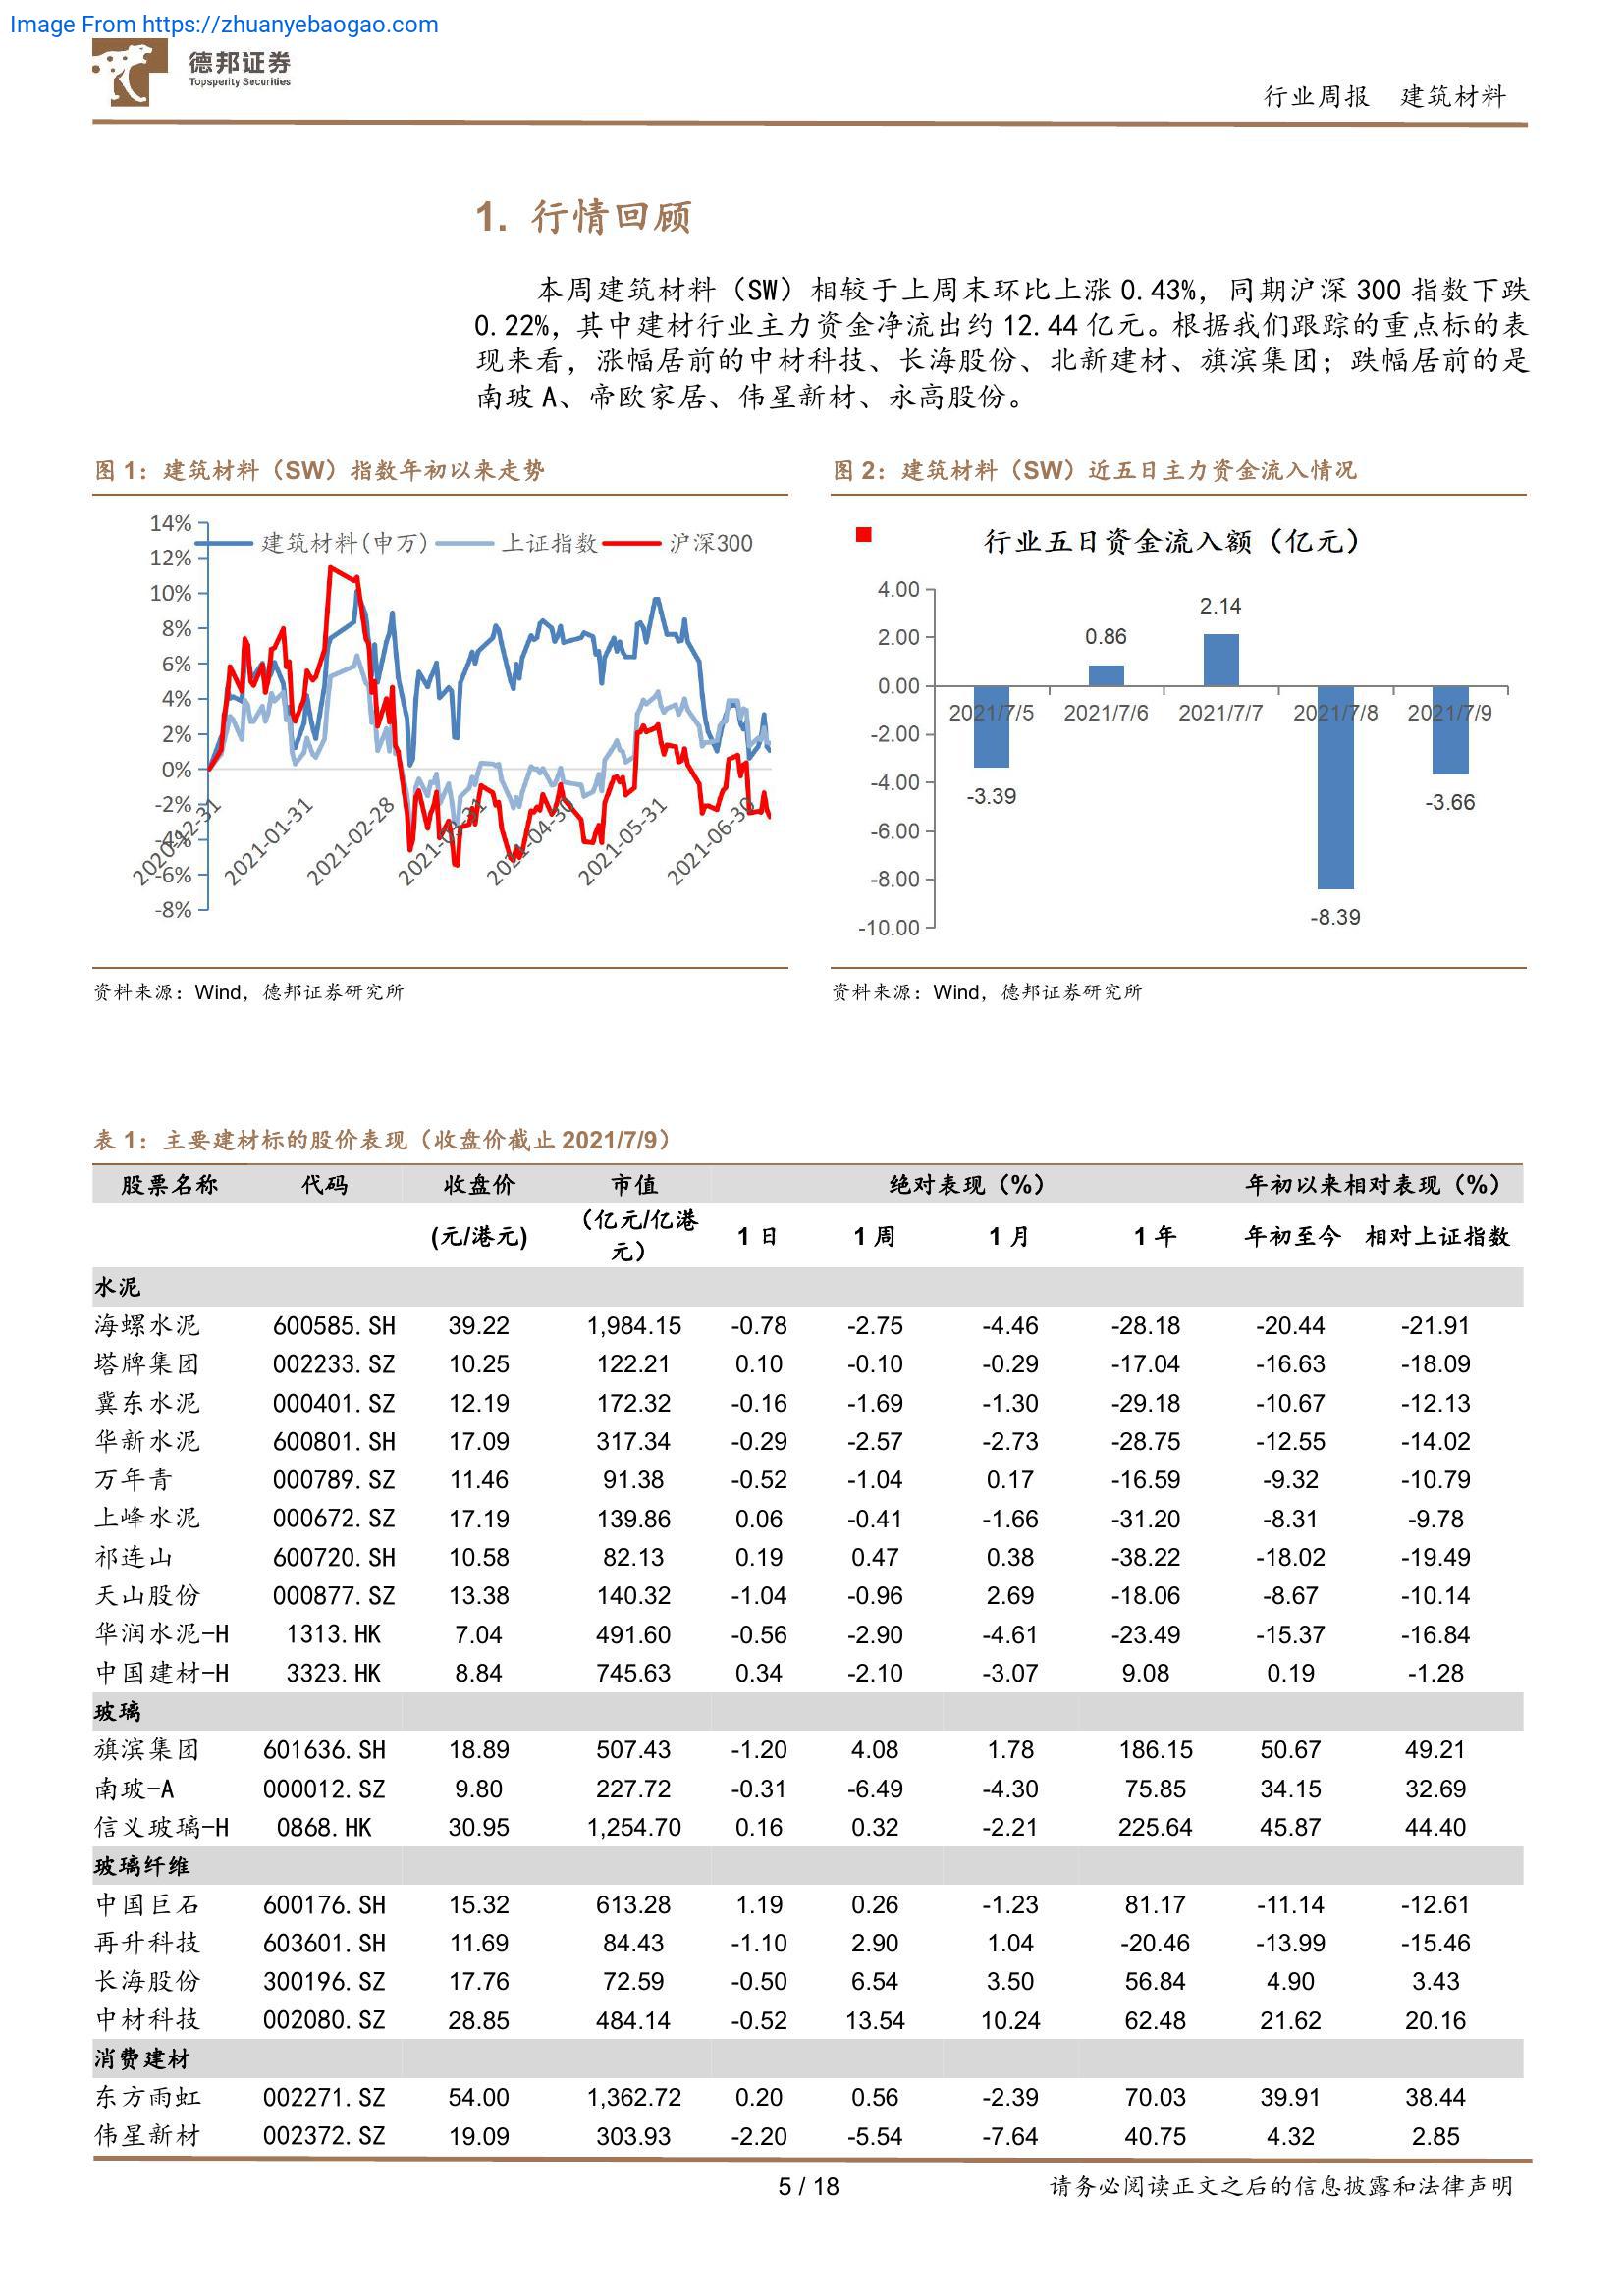 Image From https://zhuanyebaogao.com
德邦证券
Topsperity Securities
行业周报 建筑材料
1. 行情回顾
本周建筑材料（SW）相较于上周末环比上涨 0.43%，同期沪深 300 指数下跌
0.22%，其中建材行业主力资金净流出约 12.44 亿元。根据我们跟踪的重点标的表
现来看，涨幅居前的中材科技、长海股份、北新建材、旗滨集团；跌幅居前的是
南玻 A、帝欧家居、伟星新材、永高股份。
图 1：建筑材料（SW）指数年初以来走势
14%
12%
10%
8%
6%
4%
2%
0%
-2%
-4%
-6%
-8%
建筑材料(申万) 上证指数 沪深300
2020-12-31 2021-01-31 2021-02-28 2021-03-31 2021-04-30 2021-05-31 2021-06-30
资料来源：Wind，德邦证券研究所
图 2：建筑材料（SW）近五日主力资金流入情况
行业五日资金流入额（亿元）
4.00
2.00
0.00
-2.00
-4.00
-6.00
-8.00
-10.00
-3.39 0.86 2.14 -8.39 -3.66
2021/7/5 2021/7/6 2021/7/7 2021/7/8 2021/7/9
资料来源：Wind，德邦证券研究所
表 1：主要建材标的股价表现（收盘价截止 2021/7/9）
股票名称 代码 收盘价 市值 绝对表现（%） 年初以来相对表现（%）
(元/港元) （亿元/亿港元） 1 日 1 周 1 月 1 年 年初至今 相对上证指数
水泥
海螺水泥 600585.SH 39.22 1,984.15 -0.78 -2.75 -4.46 -28.18 -20.44 -21.91
塔牌集团 002233.SZ 10.25 122.21 0.10 -0.10 -0.29 -17.04 -16.63 -18.09
冀东水泥 000401.SZ 12.19 172.32 -0.16 -1.69 -1.30 -29.18 -10.67 -12.13
华新水泥 600801.SH 17.09 317.34 -0.29 -2.57 -2.73 -28.75 -12.55 -14.02
万年青 000789.SZ 11.46 91.38 -0.52 -1.04 0.17 -16.59 -9.32 -10.79
上峰水泥 000672.SZ 17.19 139.86 0.06 -0.41 -1.66 -31.20 -8.31 -9.78
祁连山 600720.SH 10.58 82.13 0.19 0.47 0.38 -38.22 -18.02 -19.49
天山股份 000877.SZ 13.38 140.32 -1.04 -0.96 2.69 -18.06 -8.67 -10.14
华润水泥-H 1313.HK 7.04 491.60 -0.56 -2.90 -4.61 -23.49 -15.37 -16.84
中国建材-H 3323.HK 8.84 745.63 0.34 -2.10 -3.07 9.08 0.19 -1.28
玻璃
旗滨集团 601636.SH 18.89 507.43 -1.20 4.08 1.78 186.15 50.67 49.21
南玻-A 000012.SZ 9.80 227.72 -0.31 -6.49 -4.30 75.85 34.15 32.69
信义玻璃-H 0868.HK 30.95 1,254.70 0.16 0.32 -2.21 225.64 45.87 44.40
玻璃纤维
中国巨石 600176.SH 15.32 613.28 1.19 0.26 -1.23 81.17 -11.14 -12.61
再升科技 603601.SH 11.69 84.43 -1.10 2.90 1.04 -20.46 -13.99 -15.46
长海股份 300196.SZ 17.76 72.59 -0.50 6.54 3.50 56.84 4.90 3.43
中材科技 002080.SZ 28.85 484.14 -0.52 13.54 10.24 62.48 21.62 20.16
消费建材
东方雨虹 002271.SZ 54.00 1,362.72 0.20 0.56 -2.39 70.03 39.91 38.44
伟星新材 002372.SZ 19.09 303.93 -2.20 -5.54 -7.64 40.75 4.32 2.85
5 / 18
请务必阅读正文之后的信息披露和法律声明